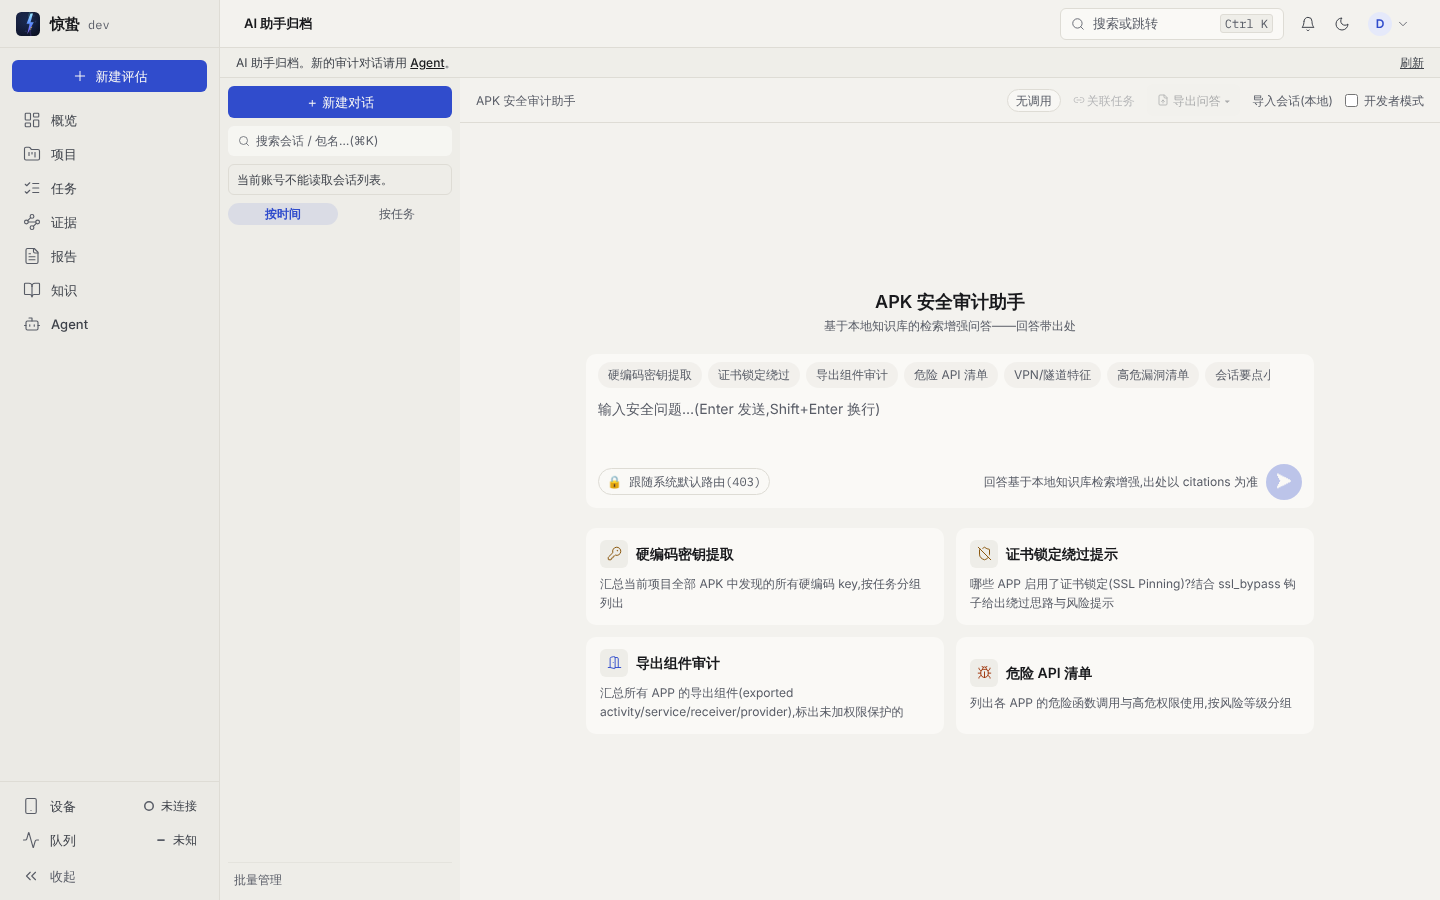 惊蛰 dev
AI 助手归档
搜索或跳转
Ctrl K
D
新建评估
概览
项目
任务
证据
报告
知识
Agent
设备
未连接
队列
未知
收起
AI 助手归档。新的审计对话请用 Agent。
刷新
+ 新建对话
搜索会话 / 包名...(⌘K)
当前账号不能读取会话列表。
按时间
按任务
批量管理
APK 安全审计助手
无调用
关联任务
导出问答
导入会话(本地)
开发者模式
APK 安全审计助手
基于本地知识库的检索增强问答——回答带出处
硬编码密钥提取
证书锁定绕过
导出组件审计
危险 API 清单
VPN/隧道特征
高危漏洞清单
会话要点小
输入安全问题...(Enter 发送,Shift+Enter 换行)
跟随系统默认路由(403)
回答基于本地知识库检索增强,出处以 citations 为准
硬编码密钥提取
汇总当前项目全部 APK 中发现的所有硬编码 key,按任务分组
列出
证书锁定绕过提示
哪些 APP 启用了证书锁定(SSL Pinning)?结合 ssl_bypass 钩
子给出绕过思路与风险提示
导出组件审计
汇总所有 APP 的导出组件(exported
activity/service/receiver/provider),标出未加权限保护的
危险 API 清单
列出各 APP 的危险函数调用与高危权限使用,按风险等级分组